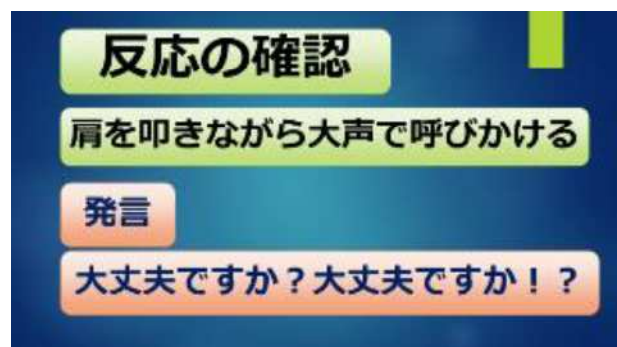 反応の確認
肩を叩きながら大声で呼びかける
発言
大丈夫ですか？大丈夫ですか！？